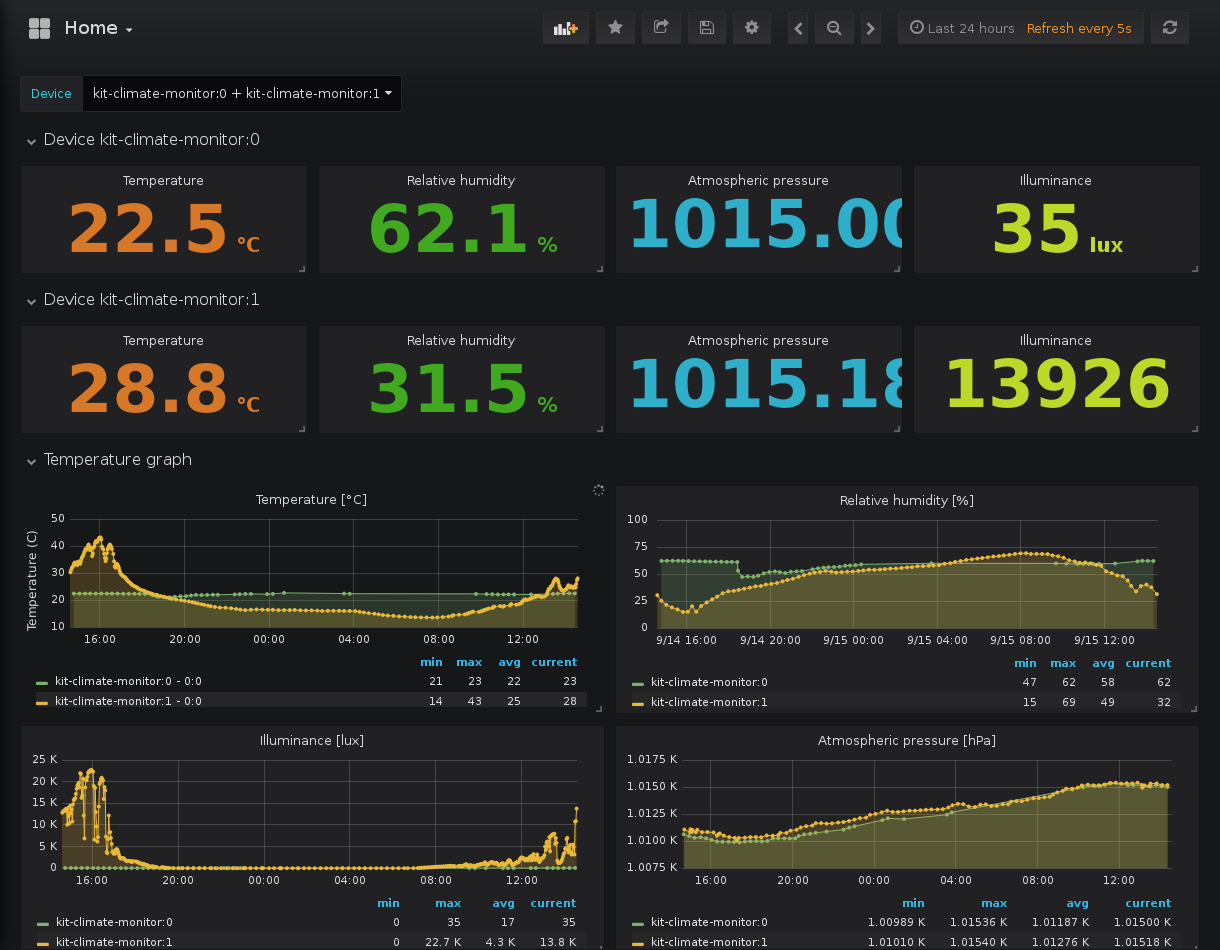 Home
Last 24 hours Refresh every 5s
Device kit-climate-monitor:0 + kit-climate-monitor:1
Device kit-climate-monitor:0
Temperature Relative humidity Atmospheric pressure Illuminance
22.5 °C 62.1 % 1015.00 35 lux
Device kit-climate-monitor:1
Temperature Relative humidity Atmospheric pressure Illuminance
28.8 °C 31.5 % 1015.18 13926
Temperature graph
Temperature [°C]
Temperature (C)
50
40
30
20
10
16:00 20:00 00:00 04:00 08:00 12:00
min max avg current
kit-climate-monitor:0 - 0:0 21 23 22 23
kit-climate-monitor:1 - 0:0 14 43 25 28
Relative humidity [%]
100
75
50
25
0
9/14 16:00 9/14 20:00 9/15 00:00 9/15 04:00 9/15 08:00 9/15 12:00
min max avg current
kit-climate-monitor:0 47 62 58 62
kit-climate-monitor:1 15 69 49 32
Illuminance [lux]
25 K
20 K
15 K
10 K
5 K
0
16:00 20:00 00:00 04:00 08:00 12:00
min max avg current
kit-climate-monitor:0 0 35 17 35
kit-climate-monitor:1 0 22.7 K 4.3 K 13.8 K
Atmospheric pressure [hPa]
1.0175 K
1.0150 K
1.0125 K
1.0100 K
1.0075 K
16:00 20:00 00:00 04:00 08:00 12:00
min max avg current
kit-climate-monitor:0 1.00989 K 1.01536 K 1.01187 K 1.01500 K
kit-climate-monitor:1 1.01010 K 1.01540 K 1.01276 K 1.01518 K